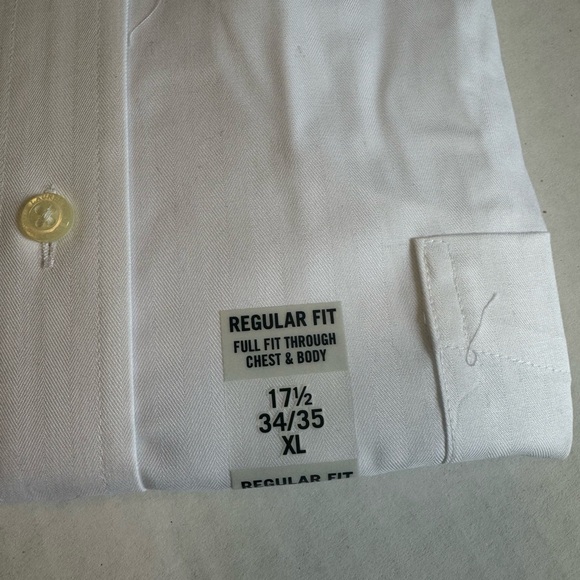 REGULAR FIT
FULL FIT THROUGH
CHEST & BODY
17½
34/35
XL
REGULAR FIT